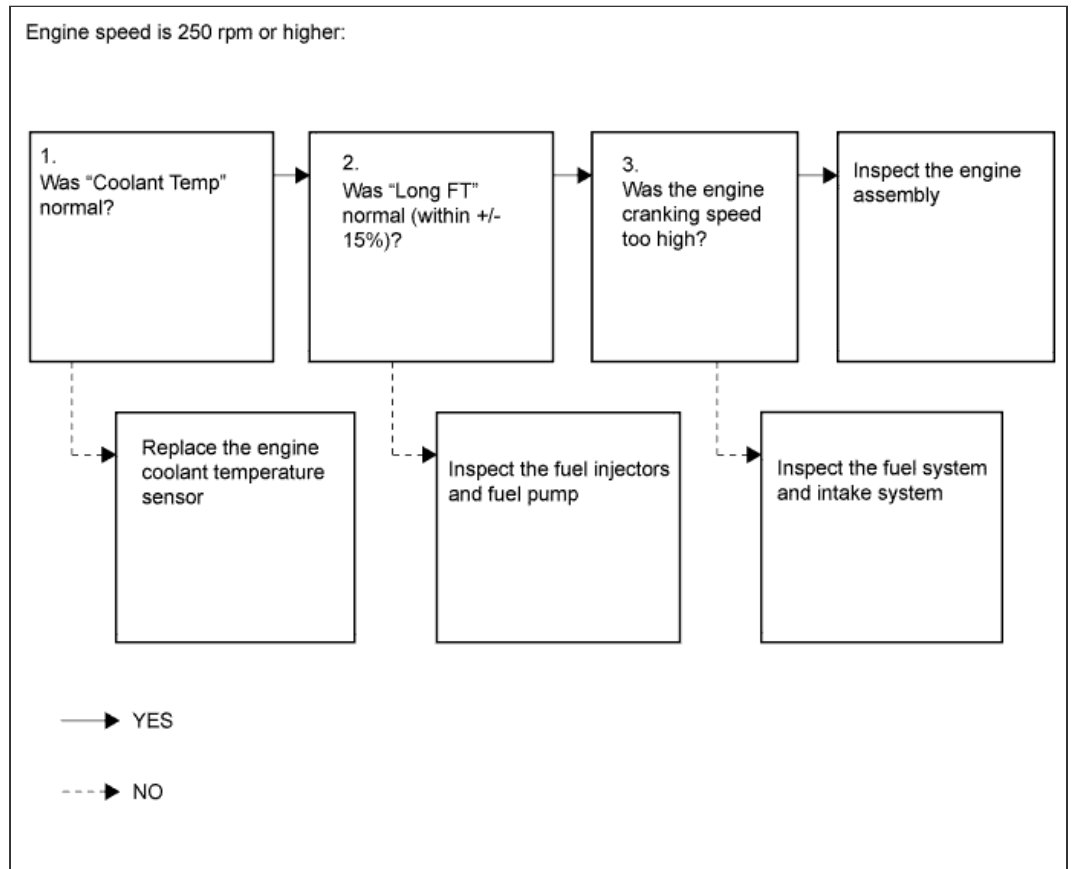 Engine speed is 250 rpm or higher:
1.
Was “Coolant Temp”
normal?
2.
Was “Long FT”
normal (within +/-
15%)?
3.
Was the engine
cranking speed
too high?
Inspect the engine
assembly
Replace the engine
coolant temperature
sensor
Inspect the fuel injectors
and fuel pump
Inspect the fuel system
and intake system
YES
NO